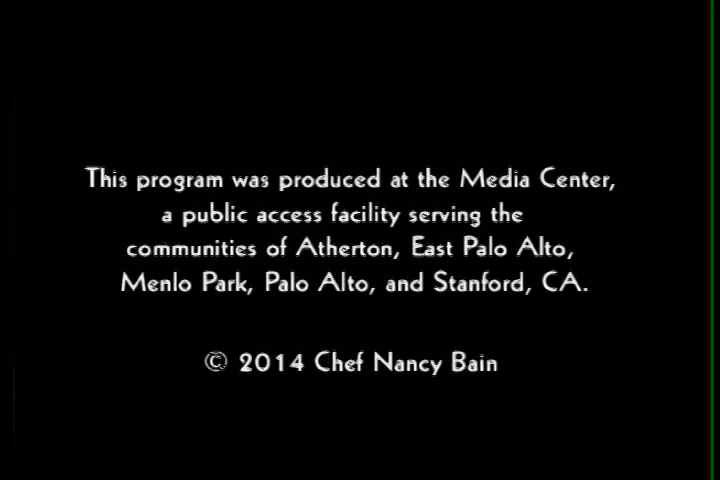 This program was produced at the Media Center,
a public access facility serving the
communities of Atherton, East Palo Alto,
Menlo Park, Palo Alto, and Stanford, CA.
© 2014 Chef Nancy Bain